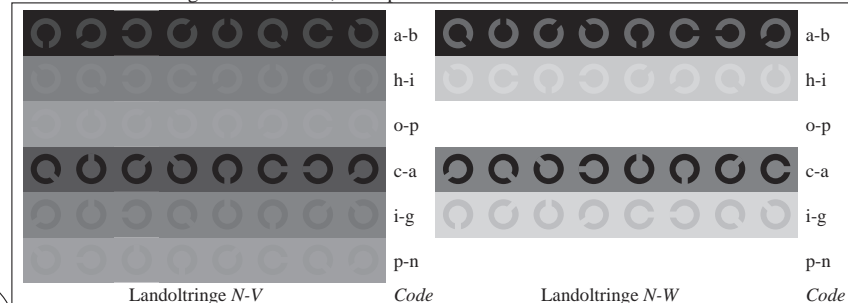 a-b a-b
h-i h-i
o-p o-p
c-a c-a
i-g i-g
p-n p-n
Landoltringe N-V Code Landoltringe N-W Code